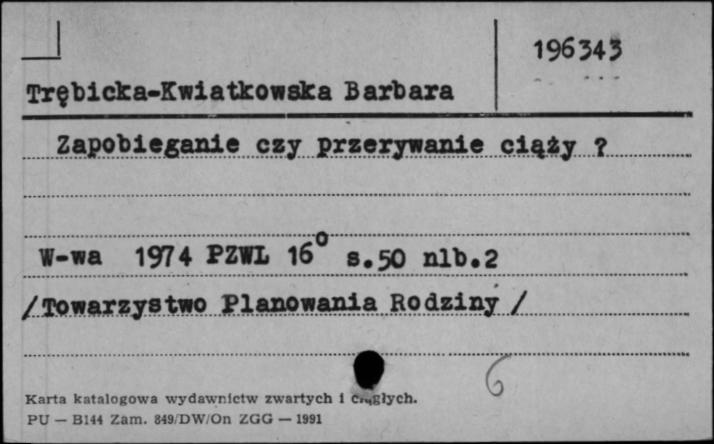 196343
Trębicka-Kwiatkowska Barbara
Zapobieganie czy przerywanie ciąży ?
W-wa 1974 PZWL 16° s.50 nlb.2
/Towarzystwo Planowania Rodziny /
6
Karta katalogowa wydawnictw zwartych i ciągłych.
PU — B144 Zam. 849/DW/On ZGG — 1991